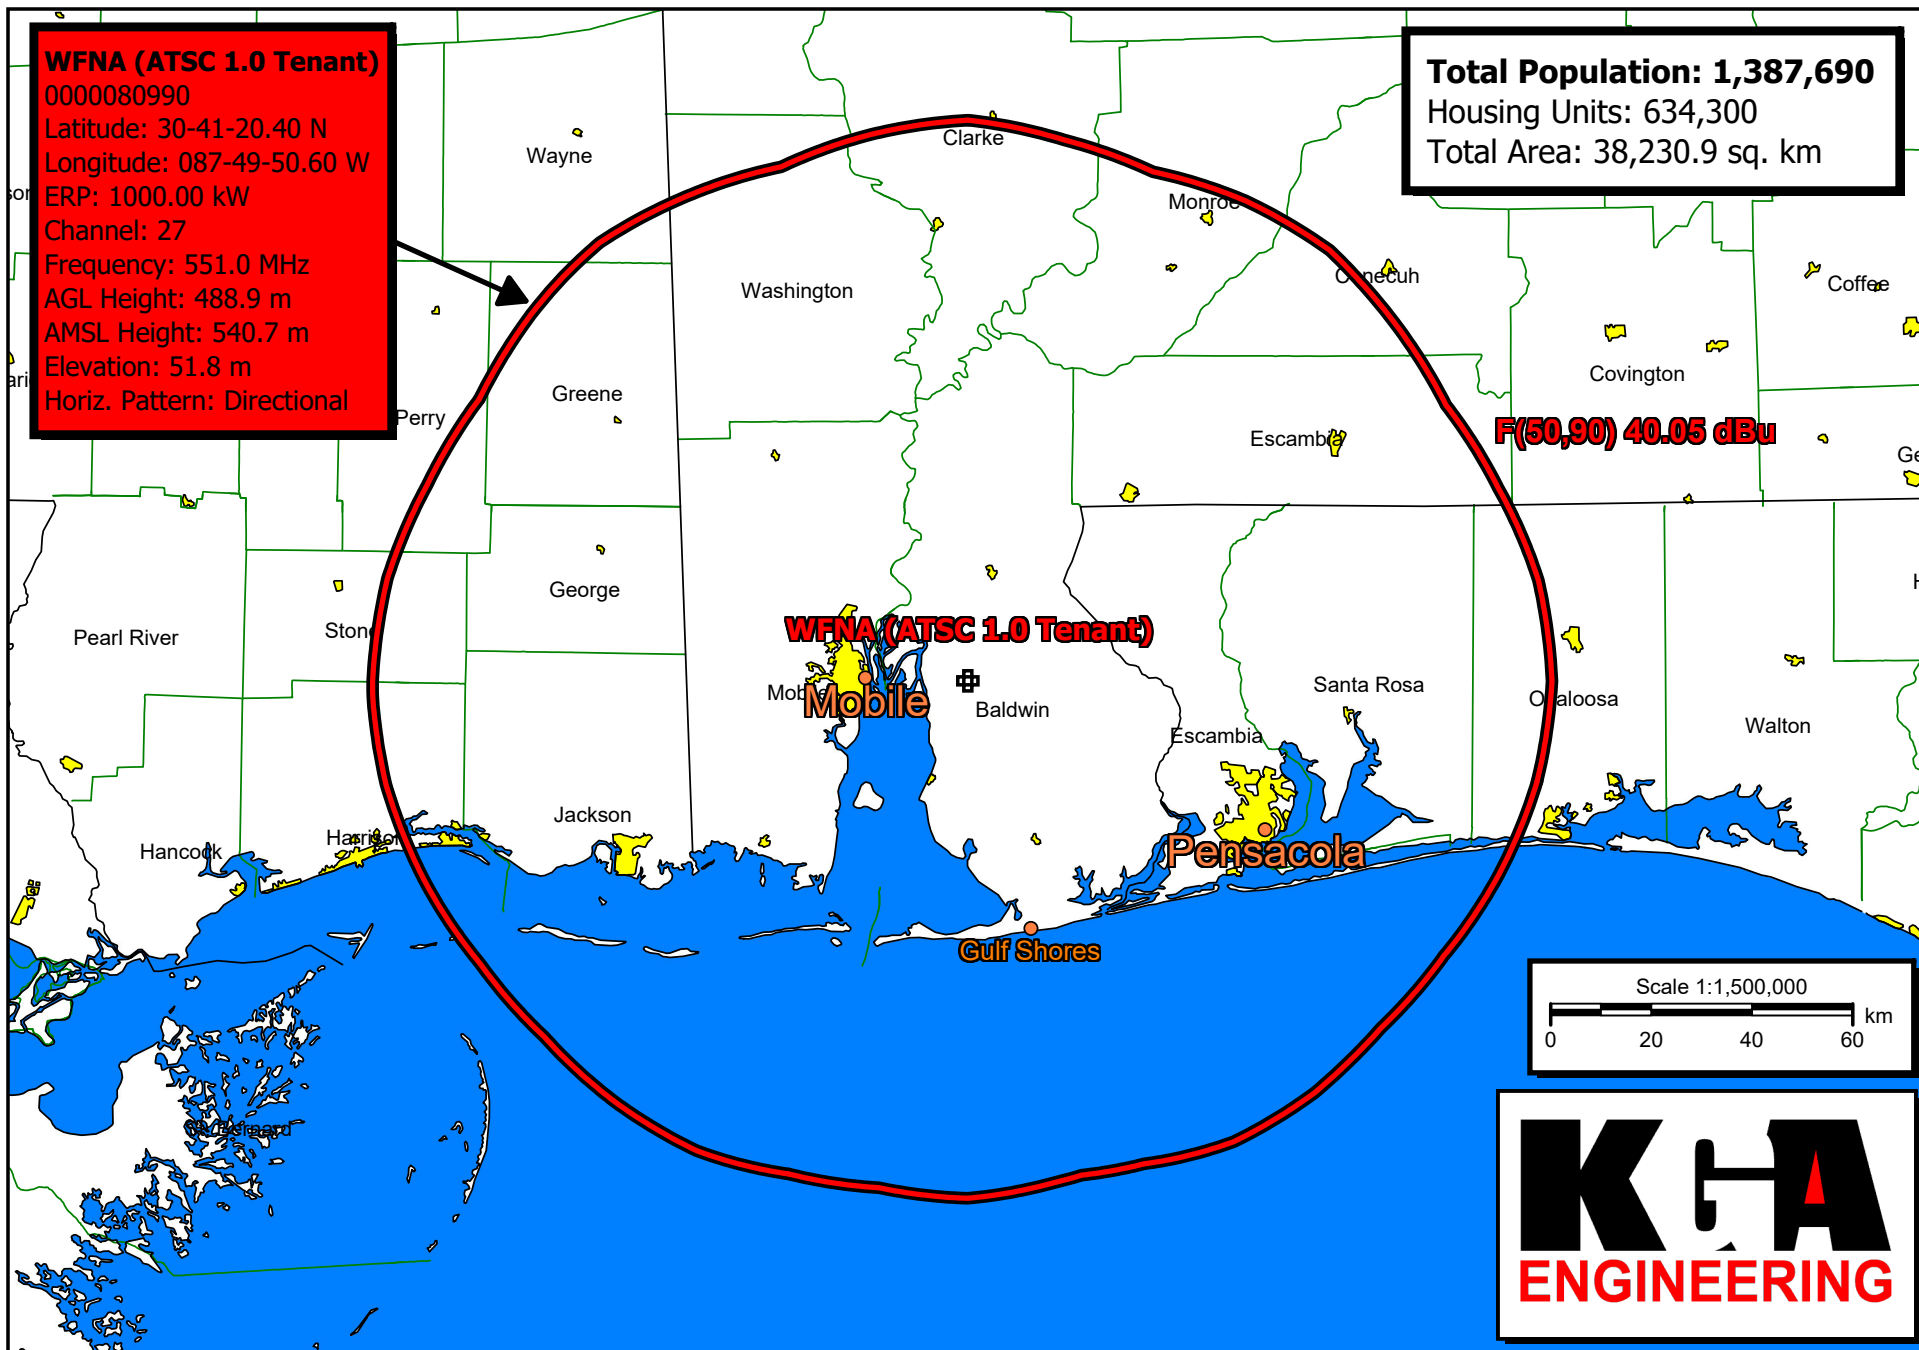 WFNA (ATSC 1.0 Tenant)
0000080990
Latitude: 30-41-20.40 N
Longitude: 087-49-50.60 W
ERP: 1000.00 kW
Channel: 27
Frequency: 551.0 MHz
AGL Height: 488.9 m
AMSL Height: 540.7 m
Elevation: 51.8 m
Horiz. Pattern: Directional
Total Population: 1,387,690
Housing Units: 634,300
Total Area: 38,230.9 sq. km
Clarke
Wayne
Monroe
Washington
Conecuh
Coffee
Covington
Greene
Perry
Escambia
F(50,90) 40.05 dBu
George
Stone
Pearl River
WFNA (ATSC 1.0 Tenant)
Mobile
Mobile
Baldwin
Santa Rosa
Okaloosa
Walton
Escambia
Jackson
Harrison
Hancock
Pensacola
Gulf Shores
St. Bernard
Scale 1:1,500,000
km
0 20 40 60
KGA
ENGINEERING